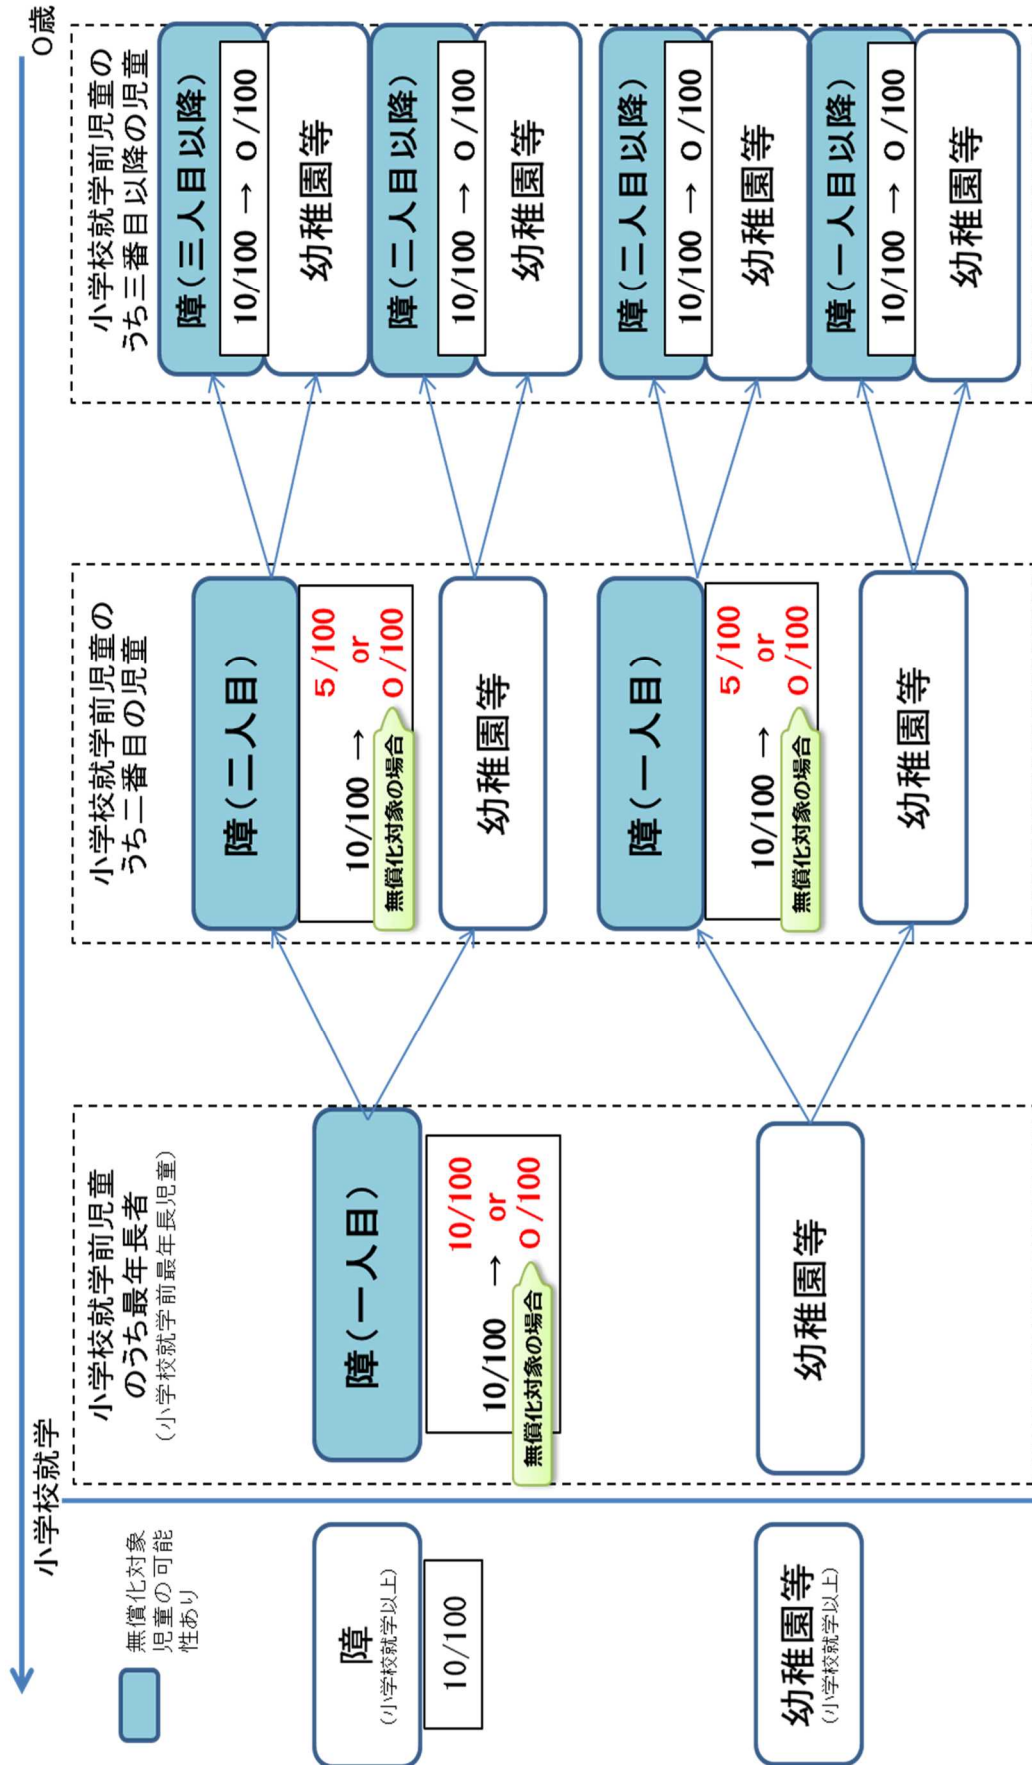 小学校就学
０歳
無償化対象
児童の可能
性あり
障
（小学校就学以上）
10/100
幼稚園等
（小学校就学以上）
小学校就学前児童
のうち最年長者
（小学校就学前最年長児童）
障（一人目）
10/100 →
10/100
or
０/100
無償化対象の場合
幼稚園等
小学校就学前児童の
うち二番目の児童
障（二人目）
10/100 →
５/100
or
０/100
無償化対象の場合
幼稚園等
障（一人目）
10/100 →
５/100
or
０/100
無償化対象の場合
幼稚園等
小学校就学前児童の
うち三番目以降の児童
障（三人目以降）
10/100 → ０/100
幼稚園等
障（二人目以降）
10/100 → ０/100
幼稚園等
障（二人目以降）
10/100 → ０/100
幼稚園等
障（一人目以降）
10/100 → ０/100
幼稚園等